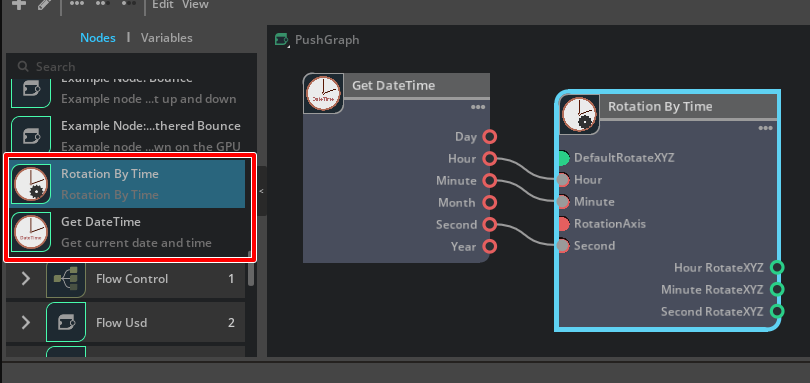 Edit View
Nodes | Variables
Search
Example Node: Bounce
Example node ...t up and down
Example Node:...thered Bounce
Example node ...wn on the GPU
Rotation By Time
Rotation By Time
Get DateTime
Get current date and time
Flow Control 1
Flow Usd 2
PushGraph
DateTime
Get DateTime
Day
Hour
Minute
Month
Second
Year
Rotation By Time
DefaultRotateXYZ
Hour
Minute
RotationAxis
Second
Hour RotateXYZ
Minute RotateXYZ
Second RotateXYZ